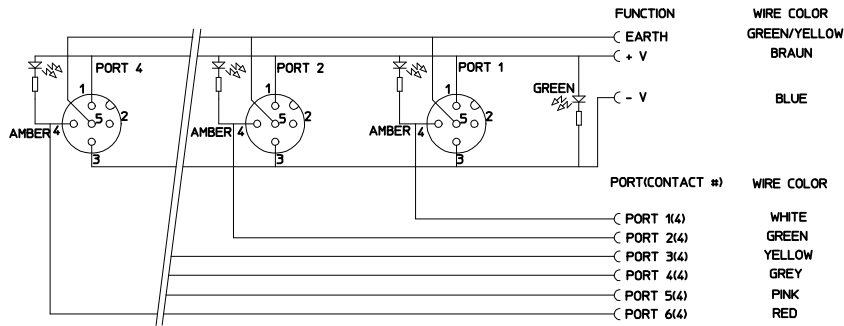 FUNCTION WIRE COLOR
EARTH GREEN/YELLOW
+ V BRAUN
PORT 4 PORT 2 PORT 1
1 1 1
GREEN - V BLUE
5 2 5 2 5 2
AMBER 4 AMBER 4 AMBER 4
3 3 3
PORT(CONTACT #) WIRE COLOR
PORT 1(4) WHITE
PORT 2(4) GREEN
PORT 3(4) YELLOW
PORT 4(4) GREY
PORT 5(4) PINK
PORT 6(4) RED